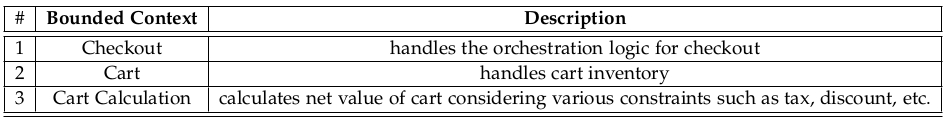 # Bounded Context Description
1 Checkout handles the orchestration logic for checkout
2 Cart handles cart inventory
3 Cart Calculation calculates net value of cart considering various constraints such as tax, discount, etc.